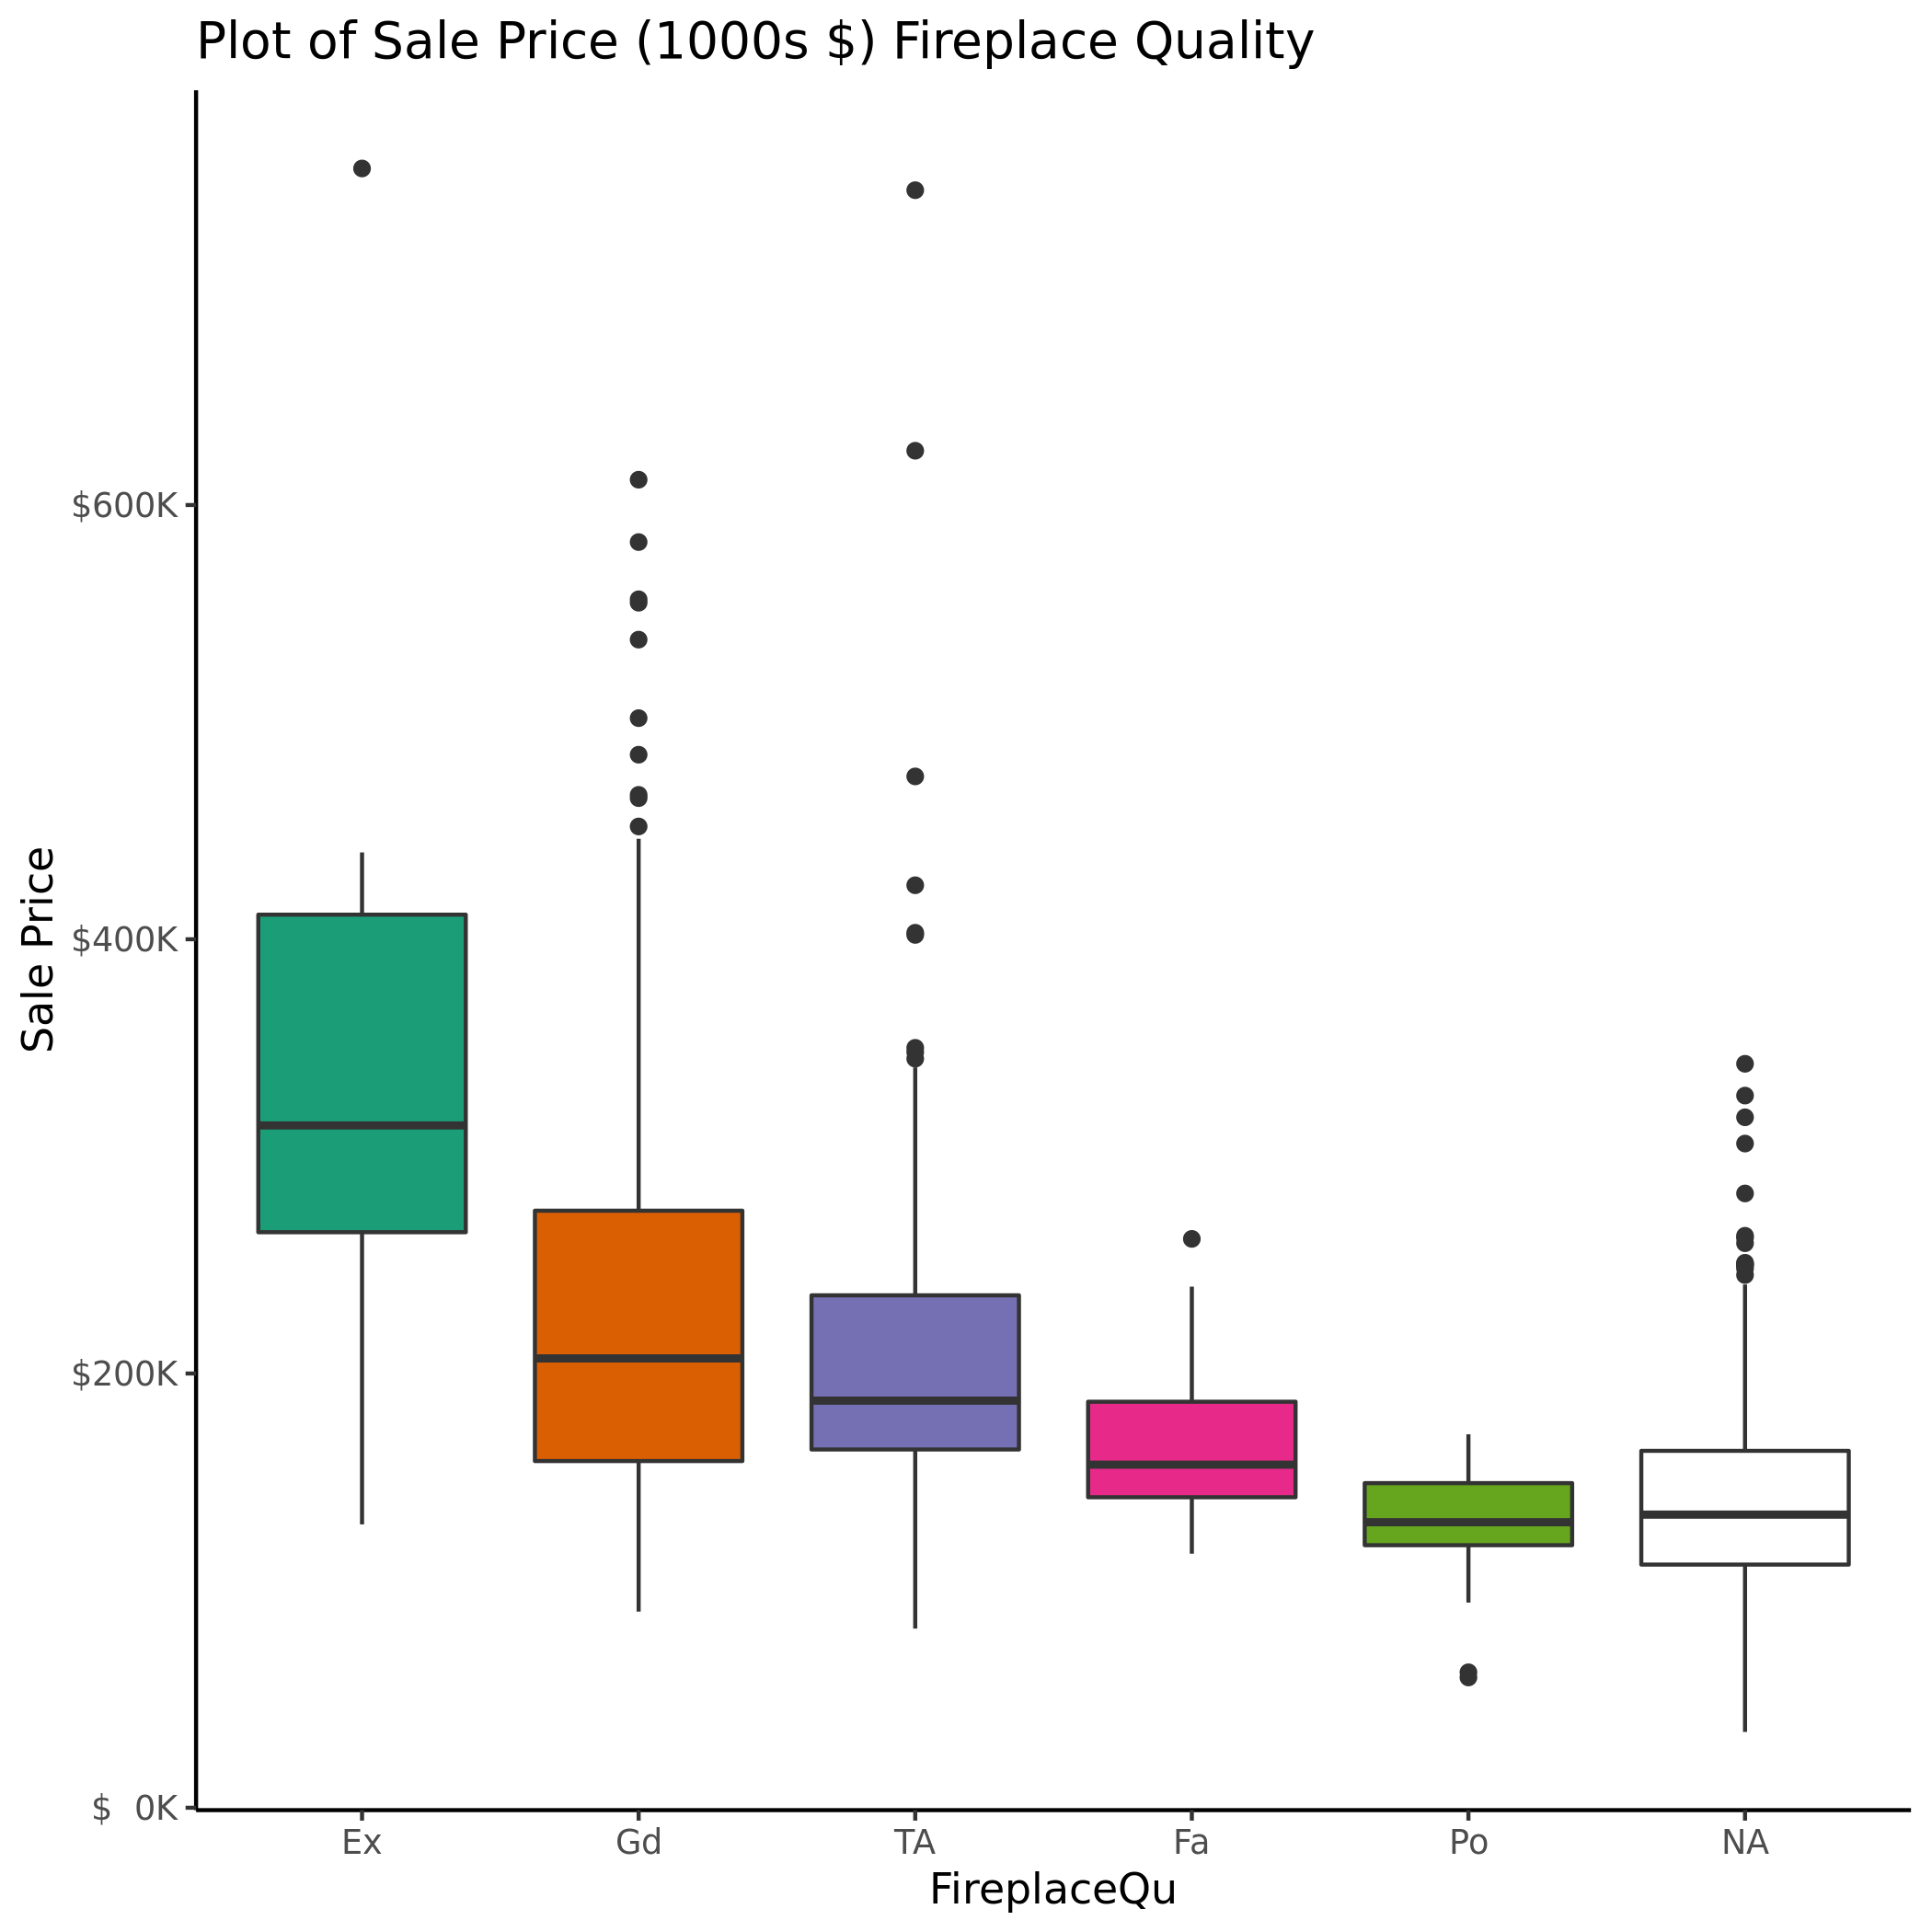 Plot of Sale Price (1000s $) Fireplace Quality
Sale Price
$600K
$400K
$200K
$  0K
Ex Gd TA Fa Po NA
FireplaceQu